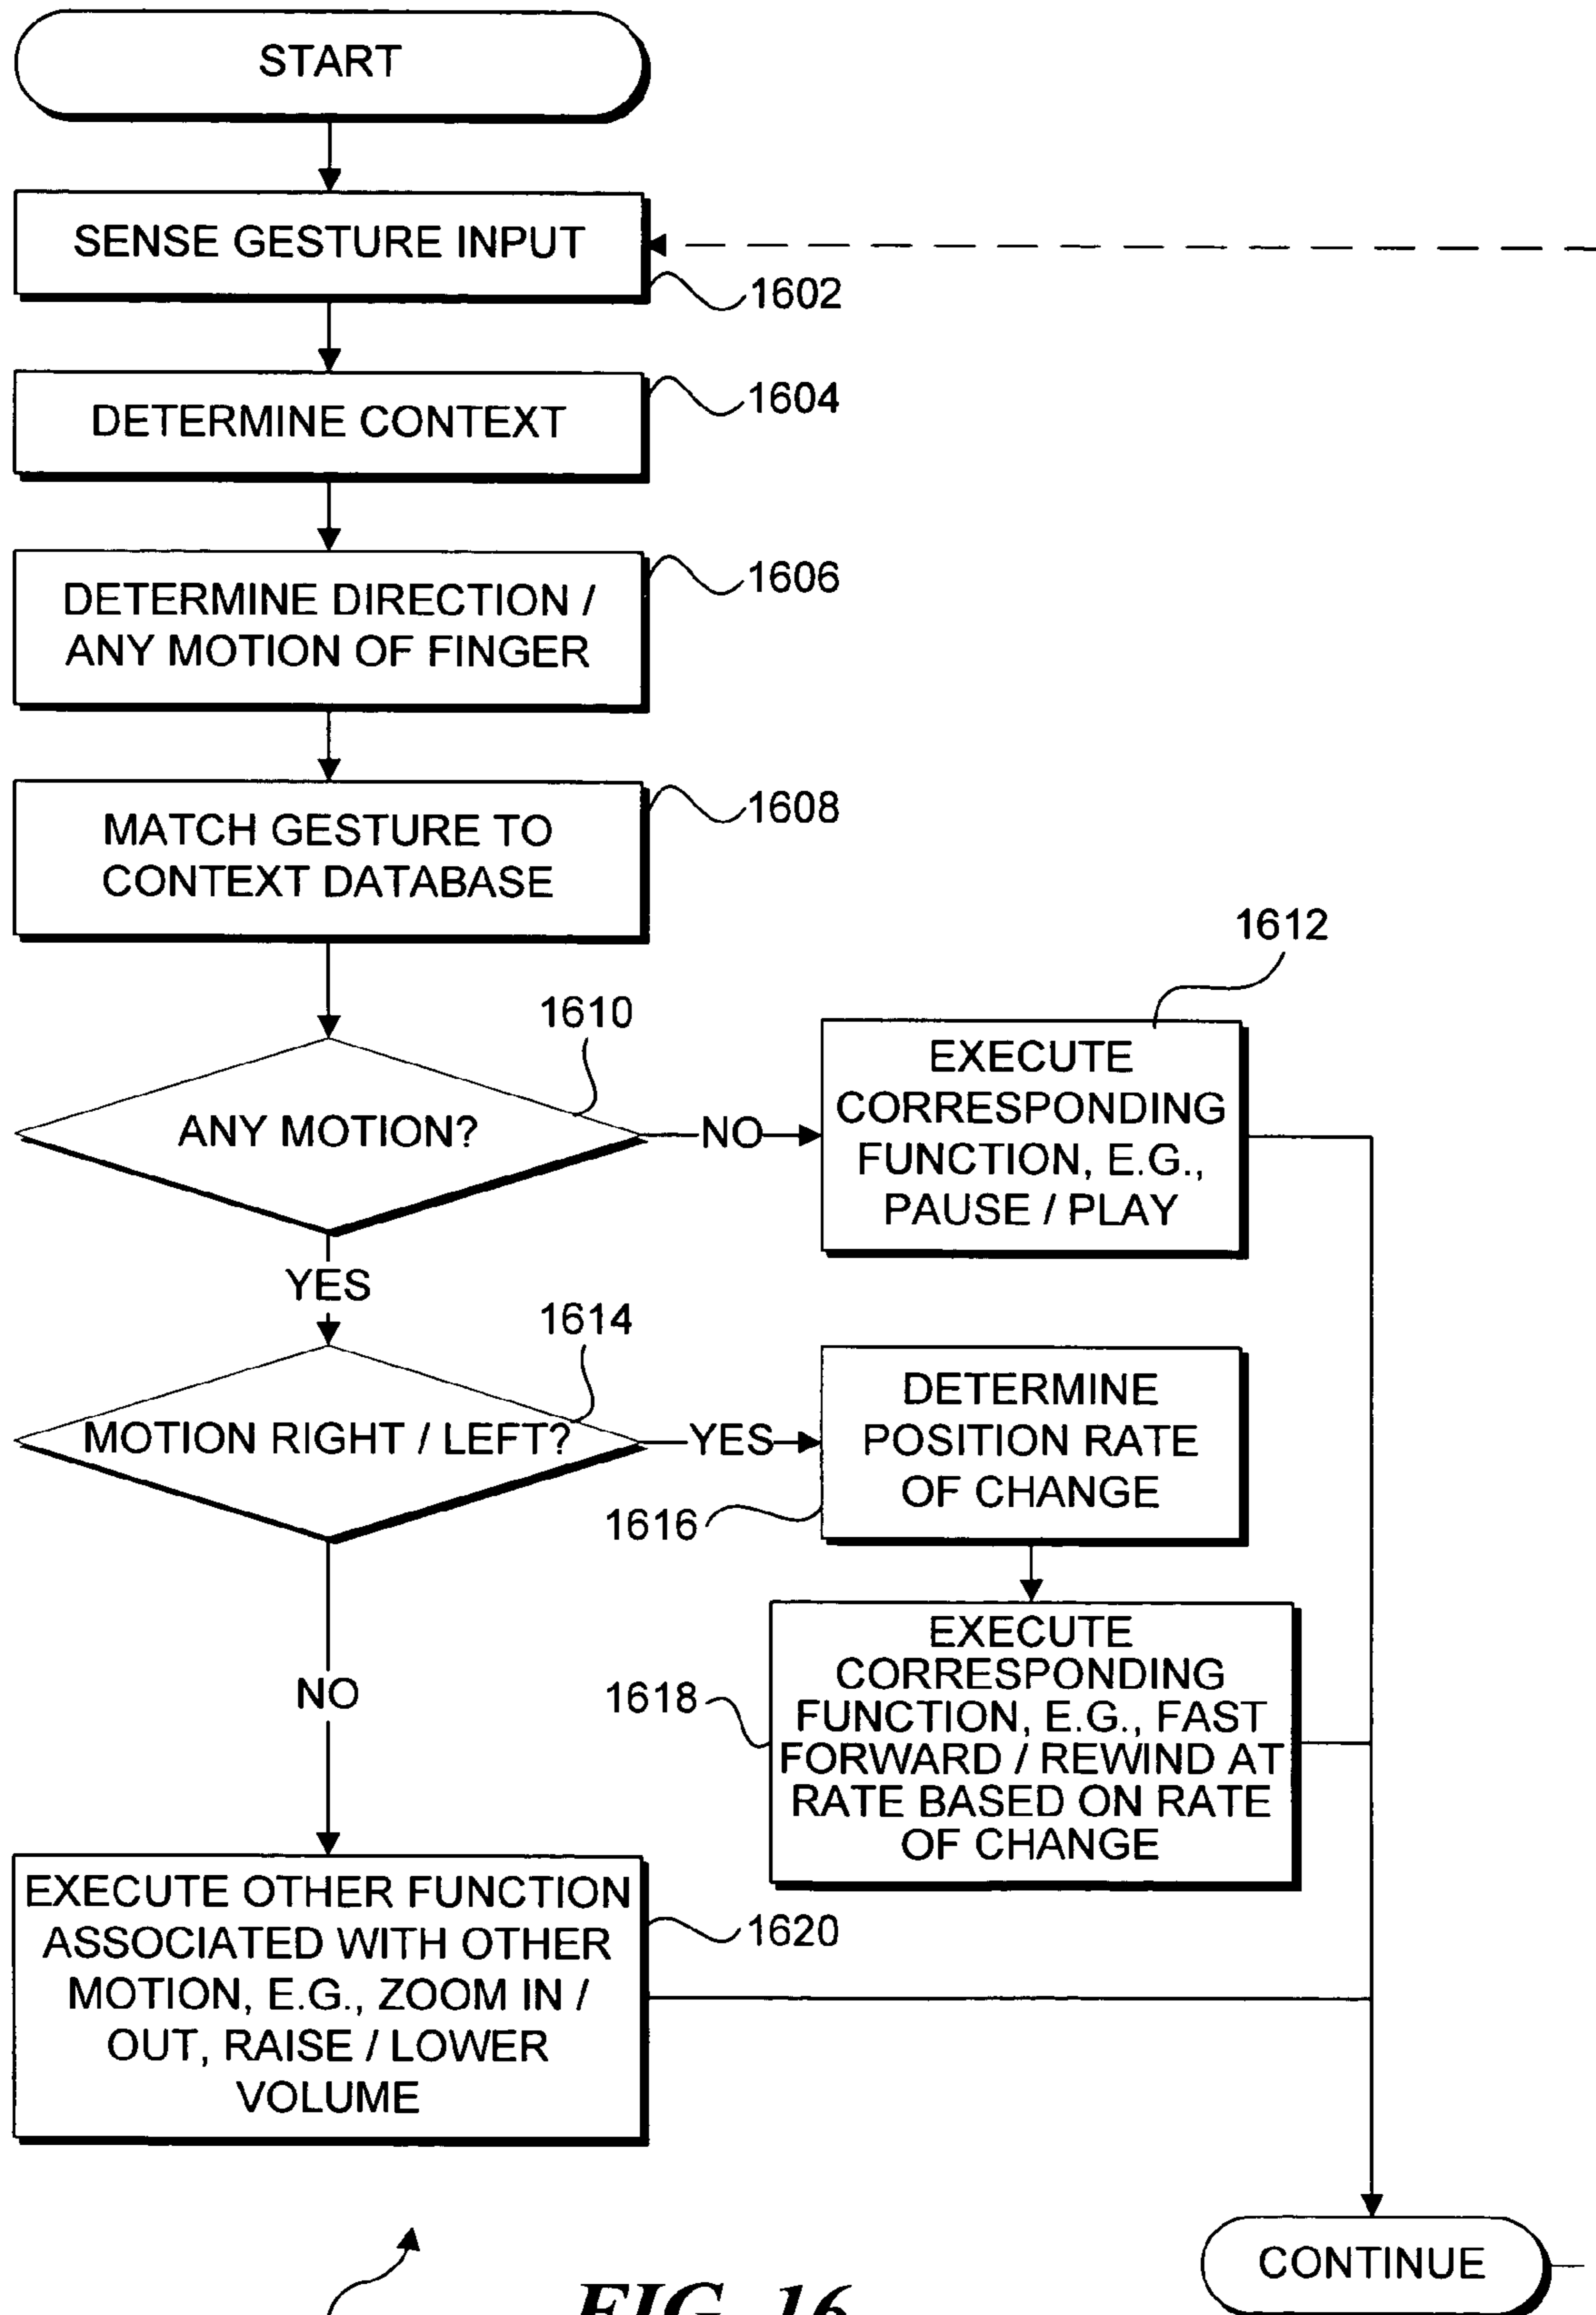 START
SENSE GESTURE INPUT
1602
DETERMINE CONTEXT
1604
DETERMINE DIRECTION /
ANY MOTION OF FINGER
1606
MATCH GESTURE TO
CONTEXT DATABASE
1608
ANY MOTION?
1610
NO
EXECUTE
CORRESPONDING
FUNCTION, E.G.,
PAUSE / PLAY
1612
YES
MOTION RIGHT / LEFT?
1614
YES
DETERMINE
POSITION RATE
OF CHANGE
1616
EXECUTE
CORRESPONDING
FUNCTION, E.G., FAST
FORWARD / REWIND AT
RATE BASED ON RATE
OF CHANGE
1618
NO
EXECUTE OTHER FUNCTION
ASSOCIATED WITH OTHER
MOTION, E.G., ZOOM IN /
OUT, RAISE / LOWER
VOLUME
1620
CONTINUE
FIG. 16